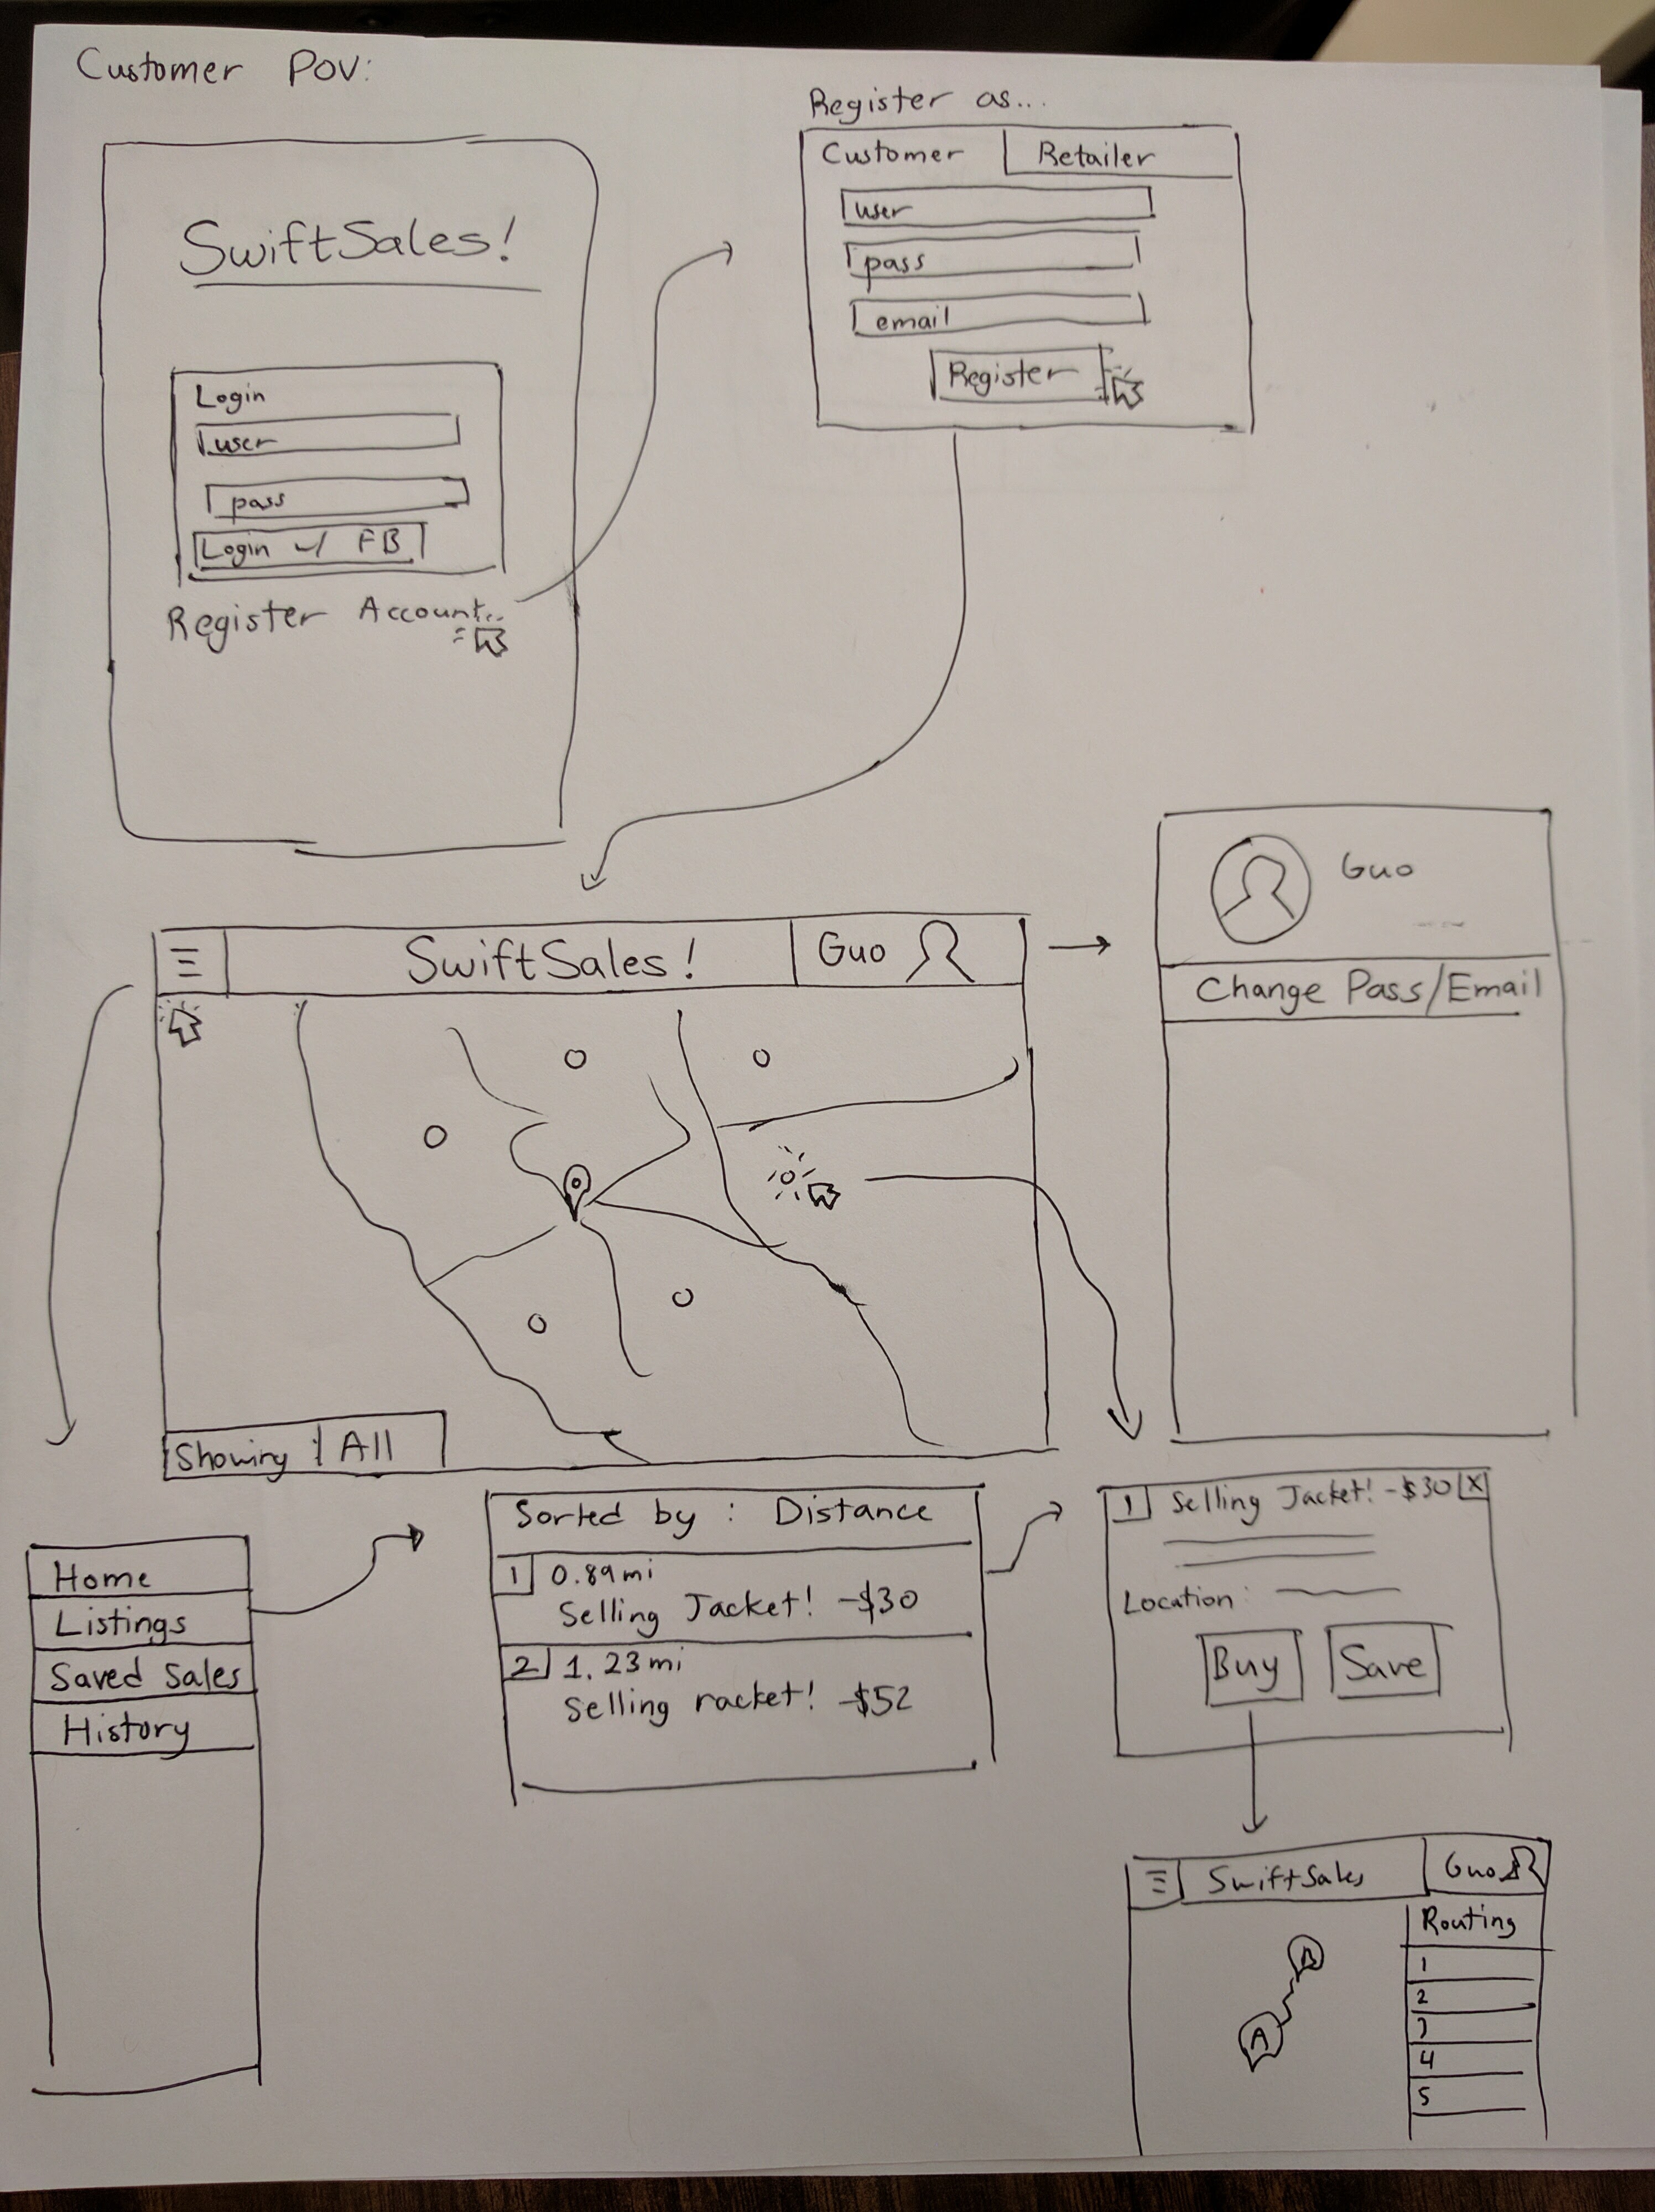 Customer POV:
SwiftSales!
Login
user
pass
Login w/ FB
Register Account...
Register as...
Customer
Retailer
user
pass
email
Register
SwiftSales!
Guo
Showing : All
Guo
Change Pass/Email
Home
Listings
Saved Sales
History
Sorted by : Distance
1 0.89mi
Selling Jacket! -$30
2 1.23mi
Selling racket! -$52
1 Selling Jacket! -$30 X
Location:
Buy
Save
SwiftSales
Guo
Routing
1
2
3
4
5
A
B